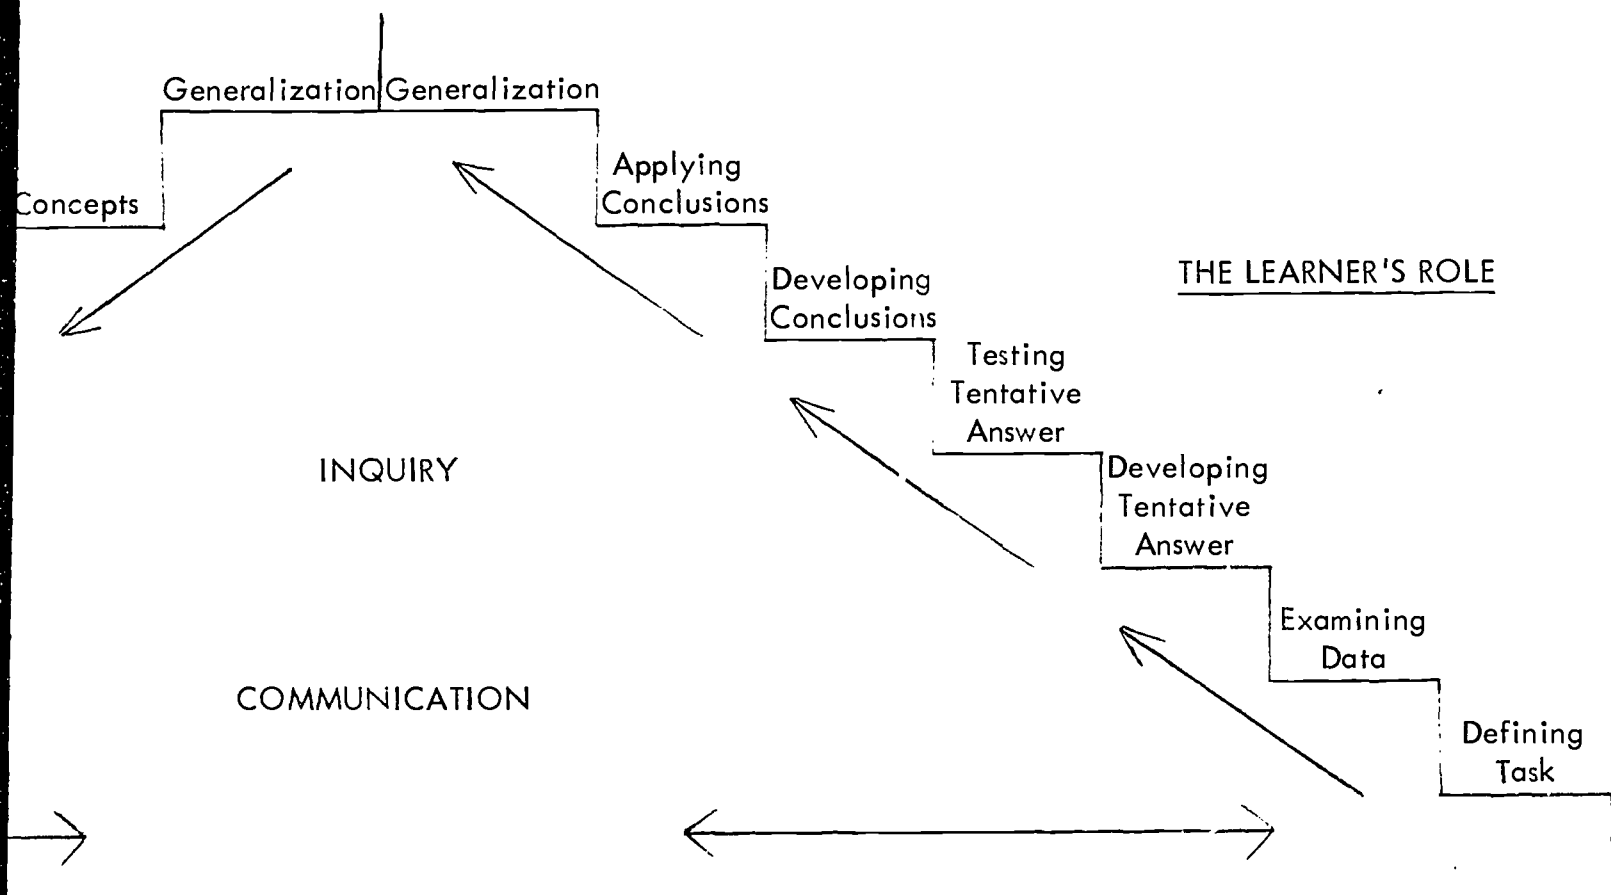 Generalization Generalization
Applying
Conclusions
Concepts
Developing
Conclusions
THE LEARNER'S ROLE
Testing
Tentative
Answer
INQUIRY
Developing
Tentative
Answer
Examining
Data
COMMUNICATION
Defining
Task